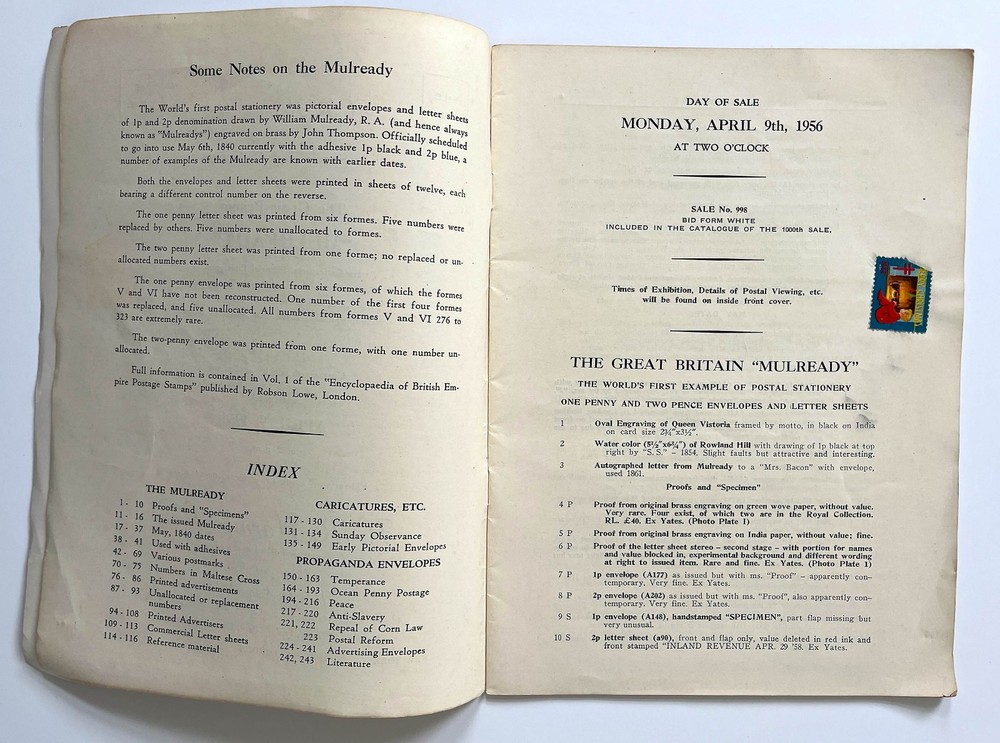 Some Notes on the Mulready
The World's first postal stationery was pictorial envelopes and letter sheets
of 1p and 2p denomination drawn by William Mulready, R. A. (and hence always
known as "Mulreadys") engraved on brass by John Thompson. Officially scheduled
to go into use May 6th, 1840 currently with the adhesive 1p black and 2p blue, a
number of examples of the Mulready are known with earlier dates.
Both the envelopes and letter sheets were printed in sheets of twelve, each
bearing a different control number on the reverse.
The one penny letter sheet was printed from six formes. Five numbers were
replaced by others. Five numbers were unallocated to formes.
The two penny letter sheet was printed from one forme; no replaced or un-
allocated numbers exist.
The one penny envelope was printed from six formes, of which the formes
V and VI have not been reconstructed. One number of the first four formes
was replaced, and five unallocated. All numbers from formes V and VI 276 to
323 are extremely rare.
The two-penny envelope was printed from one forme, with one number un-
allocated.
Full information is contained in Vol. 1 of the "Encyclopaedia of British Em-
pire Postage Stamps" published by Robson Lowe, London.
INDEX
THE MULREADY
1 - 10 Proofs and "Specimens"
11 - 16 The issued Mulready
17 - 37 May, 1840 dates
38 - 41 Used with adhesives
42 - 69 Various postmarks
70 - 75 Numbers in Maltese Cross
76 - 86 Printed advertisements
87 - 93 Unallocated or replacement
numbers
94 - 108 Printed Advertisers
109 - 113 Commercial Letter sheets
114 - 116 Reference material
CARICATURES, ETC.
117 - 130 Caricatures
131 - 134 Sunday Observance
135 - 149 Early Pictorial Envelopes
PROPAGANDA ENVELOPES
150 - 163 Temperance
164 - 193 Ocean Penny Postage
194 - 216 Peace
217 - 220 Anti-Slavery
221, 222 Repeal of Corn Law
223 Postal Reform
224 - 241 Advertising Envelopes
242, 243 Literature
DAY OF SALE
MONDAY, APRIL 9th, 1956
AT TWO O'CLOCK
SALE No. 998
BID FORM WHITE
INCLUDED IN THE CATALOGUE OF THE 1000th SALE.
Times of Exhibition, Details of Postal Viewing, etc.
will be found on inside front cover.
THE GREAT BRITAIN "MULREADY"
THE WORLD'S FIRST EXAMPLE OF POSTAL STATIONERY
ONE PENNY AND TWO PENCE ENVELOPES AND LETTER SHEETS
1 Oval Engraving of Queen Vistoria framed by motto, in black on India
on card size 2¾"x3½".
2 Water color (5½"x6¾") of Rowland Hill with drawing of 1p black at top
right by "S. S." - 1854. Slight faults but attractive and interesting.
3 Autographed letter from Mulready to a "Mrs. Bacon" with envelope,
used 1861.
Proofs and "Specimen"
4 P Proof from original brass engraving on green wove paper, without value.
Very rare. Four exist, of which two are in the Royal Collection.
RL. £40. Ex Yates. (Photo Plate 1)
5 P Proof from original brass engraving on India paper, without value; fine.
6 P Proof of the letter sheet stereo - second stage - with portion for names
and value blocked in, experimental background and different wording
at right to issued item. Rare and fine. Ex Yates. (Photo Plate 1)
7 P 1p envelope (A177) as issued but with ms. "Proof" - apparently con-
temporary. Very fine. Ex Yates.
8 P 2p envelope (A202) as issued but with ms. "Proof", also apparently con-
temporary. Very fine. Ex Yates.
9 S 1p envelope (A148), handstamped "SPECIMEN", part flap missing but
very unusual.
10 S 2p letter sheet (a90), front and flap only, value deleted in red ink and
front stamped "INLAND REVENUE APR. 29 '58. Ex Yates.